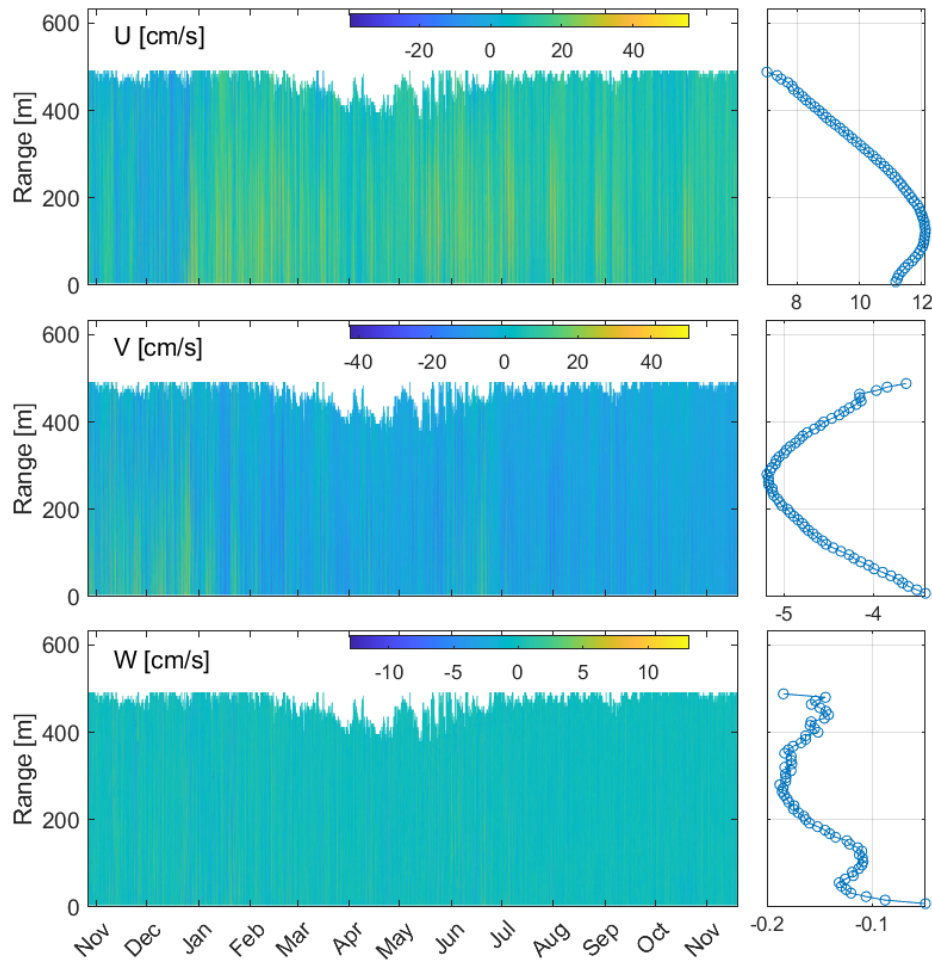 600
400
200
0
Range [m]
U [cm/s]
-20 0 20 40
8 10 12
600
400
200
0
Range [m]
V [cm/s]
-40 -20 0 20 40
-5 -4
600
400
200
0
Range [m]
W [cm/s]
-10 -5 0 5 10
-0.2 -0.1
Nov Dec Jan Feb Mar Apr May Jun Jul Aug Sep Oct Nov